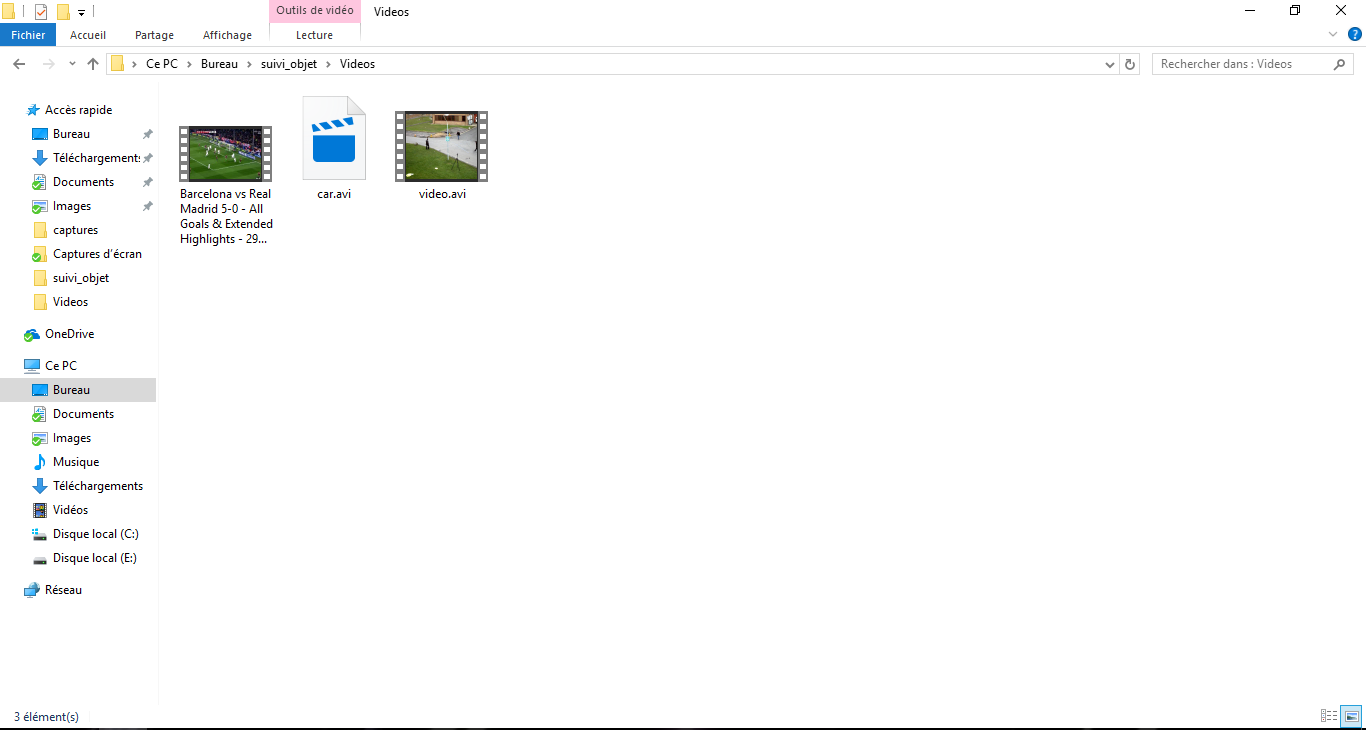 Outils de vidéo
Videos
Fichier
Accueil
Partage
Affichage
Lecture
Ce PC
Bureau
suivi_objet
Videos
Rechercher dans : Videos
Accès rapide
Bureau
Téléchargements
Documents
Images
captures
Captures d'écran
suivi_objet
Videos
OneDrive
Ce PC
Bureau
Documents
Images
Musique
Téléchargements
Vidéos
Disque local (C:)
Disque local (E:)
Réseau
Barcelona vs Real
Madrid 5-0 - All
Goals & Extended
Highlights - 29...
car.avi
video.avi
3 élément(s)